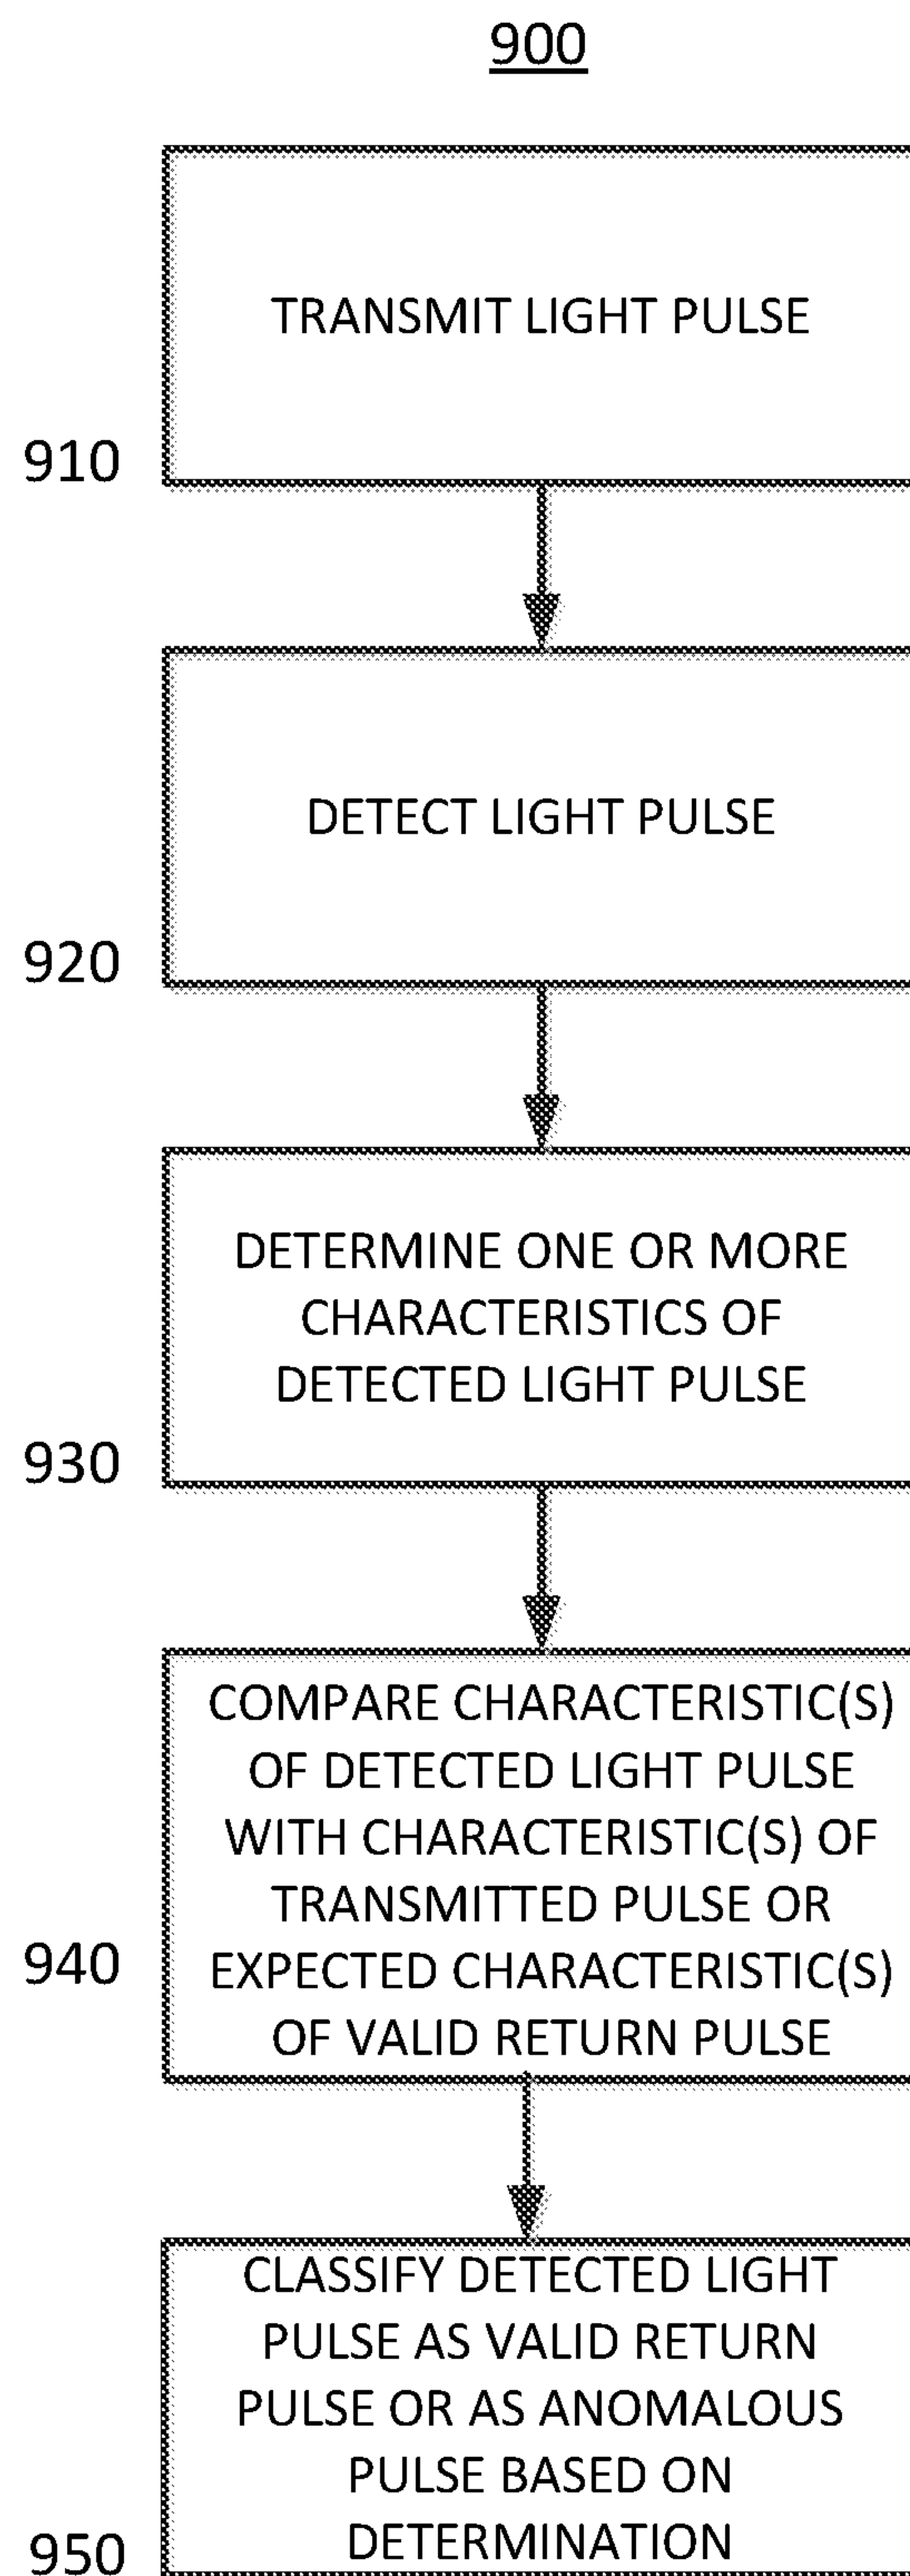 900
TRANSMIT LIGHT PULSE
910
DETECT LIGHT PULSE
920
DETERMINE ONE OR MORE
CHARACTERISTICS OF
DETECTED LIGHT PULSE
930
COMPARE CHARACTERISTIC(S)
OF DETECTED LIGHT PULSE
WITH CHARACTERISTIC(S) OF
TRANSMITTED PULSE OR
EXPECTED CHARACTERISTIC(S)
OF VALID RETURN PULSE
940
CLASSIFY DETECTED LIGHT
PULSE AS VALID RETURN
PULSE OR AS ANOMALOUS
PULSE BASED ON
DETERMINATION
950